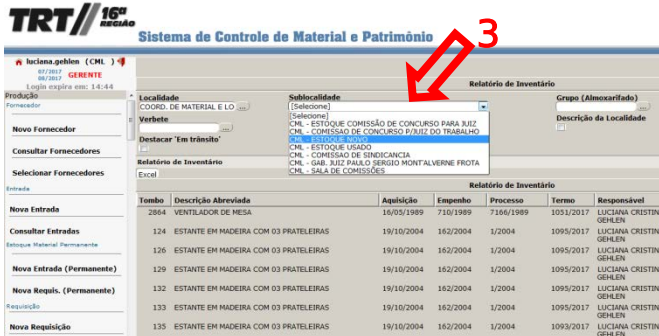 TRT 16ª REGIÃO
Sistema de Controle de Material e Patrimônio
3
luciana.gehlen (CML )
07/2017
08/2017 GERENTE
Login expira em: 14:44
Produção
Fornecedor
Novo Fornecedor
Consultar Fornecedores
Selecionar Fornecedores
Entrada
Nova Entrada
Consultar Entradas
Estoque Material Permanente
Nova Entrada (Permanente)
Nova Requis. (Permanente)
Requisição
Nova Requisição
Relatório de Inventário
Localidade Sublocalidade Grupo (Almoxarifado)
COORD. DE MATERIAL E LO ... [Selecione] ...
Verbete Descrição da Localidade
...
Destacar 'Em trânsito'
[Selecione]
CML - ESTOQUE COMISSÃO DE CONCURSO PARA JUIZ
CML - COMISSAO DE CONCURSO P/JUIZ DO TRABALHO
CML - ESTOQUE NOVO
CML - ESTOQUE USADO
CML - COMISSAO DE SINDICANCIA
CML - GAB. JUIZ PAULO SERGIO MONT'ALVERNE FROTA
CML - SALA DE COMISSÕES
Relatório de Inventário
Excel
Relatório de Inventário
Tombo Descrição Abreviada Aquisição Empenho Processo Termo Responsável
2864 VENTILADOR DE MESA 16/05/1989 710/1989 7166/1989 1051/2017 LUCIANA CRISTIN
GEHLEN
124 ESTANTE EM MADEIRA COM 03 PRATELEIRAS 19/10/2004 162/2004 1/2004 1095/2017 LUCIANA CRISTIN
GEHLEN
126 ESTANTE EM MADEIRA COM 03 PRATELEIRAS 19/10/2004 162/2004 1/2004 1095/2017 LUCIANA CRISTIN
GEHLEN
129 ESTANTE EM MADEIRA COM 03 PRATELEIRAS 19/10/2004 162/2004 1/2004 1095/2017 LUCIANA CRISTIN
GEHLEN
132 ESTANTE EM MADEIRA COM 03 PRATELEIRAS 19/10/2004 162/2004 1/2004 1095/2017 LUCIANA CRISTIN
GEHLEN
133 ESTANTE EM MADEIRA COM 03 PRATELEIRAS 19/10/2004 162/2004 1/2004 1095/2017 LUCIANA CRISTIN
GEHLEN
135 ESTANTE EM MADEIRA COM 03 PRATELEIRAS 19/10/2004 162/2004 1/2004 1095/2017 LUCIANA CRISTIN
GEHLEN